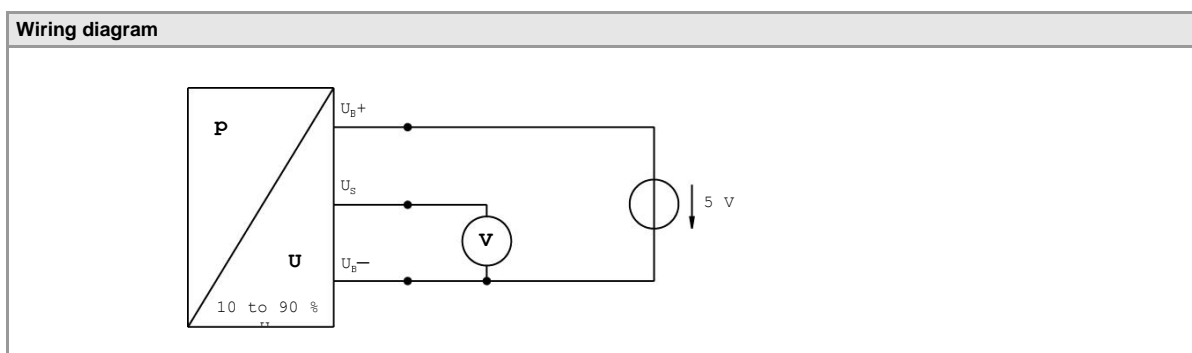 Wiring diagram
U_B+
p
U_S
5 V
V
U
U_B—
10 to 90 %